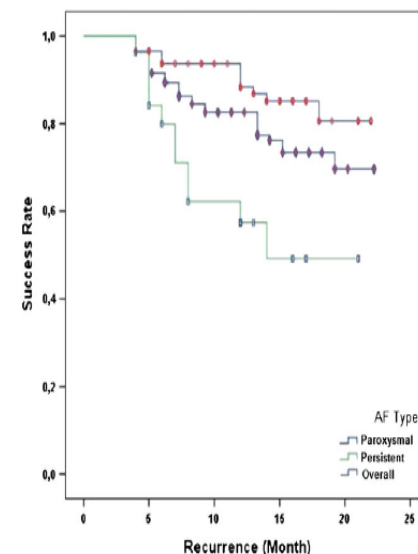 1,0
0,8
0,6
0,4
0,2
0,0
Success Rate
AF Type
Paroxysmal
Persistent
Overall
0 5 10 15 20 25
Recurrence (Month)